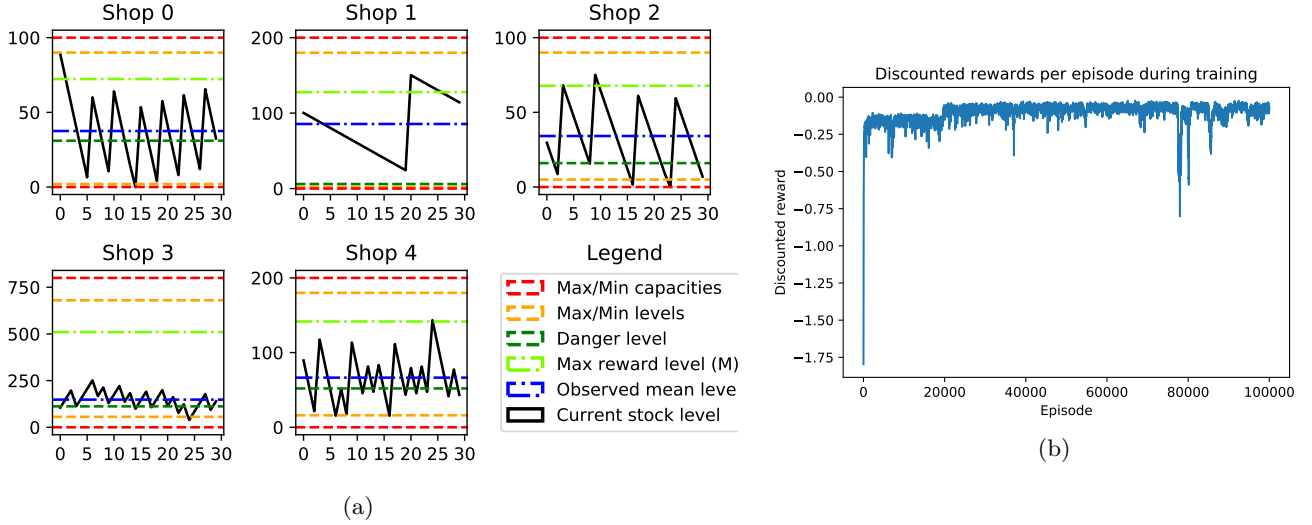 Shop 0
100
50
0
0 5 10 15 20 25 30
Shop 1
200
100
0
0 5 10 15 20 25 30
Shop 2
100
50
0
0 5 10 15 20 25 30
Shop 3
750
500
250
0
0 5 10 15 20 25 30
Shop 4
200
150
100
50
0
0 5 10 15 20 25 30
Legend
Max/Min capacities
Max/Min levels
Danger level
Max reward level (M)
Observed mean leve
Current stock level
(a)
Discounted rewards per episode during training
Discounted reward
0.00
−0.25
−0.50
−0.75
−1.00
−1.25
−1.50
−1.75
0 20000 40000 60000 80000 100000
Episode
(b)